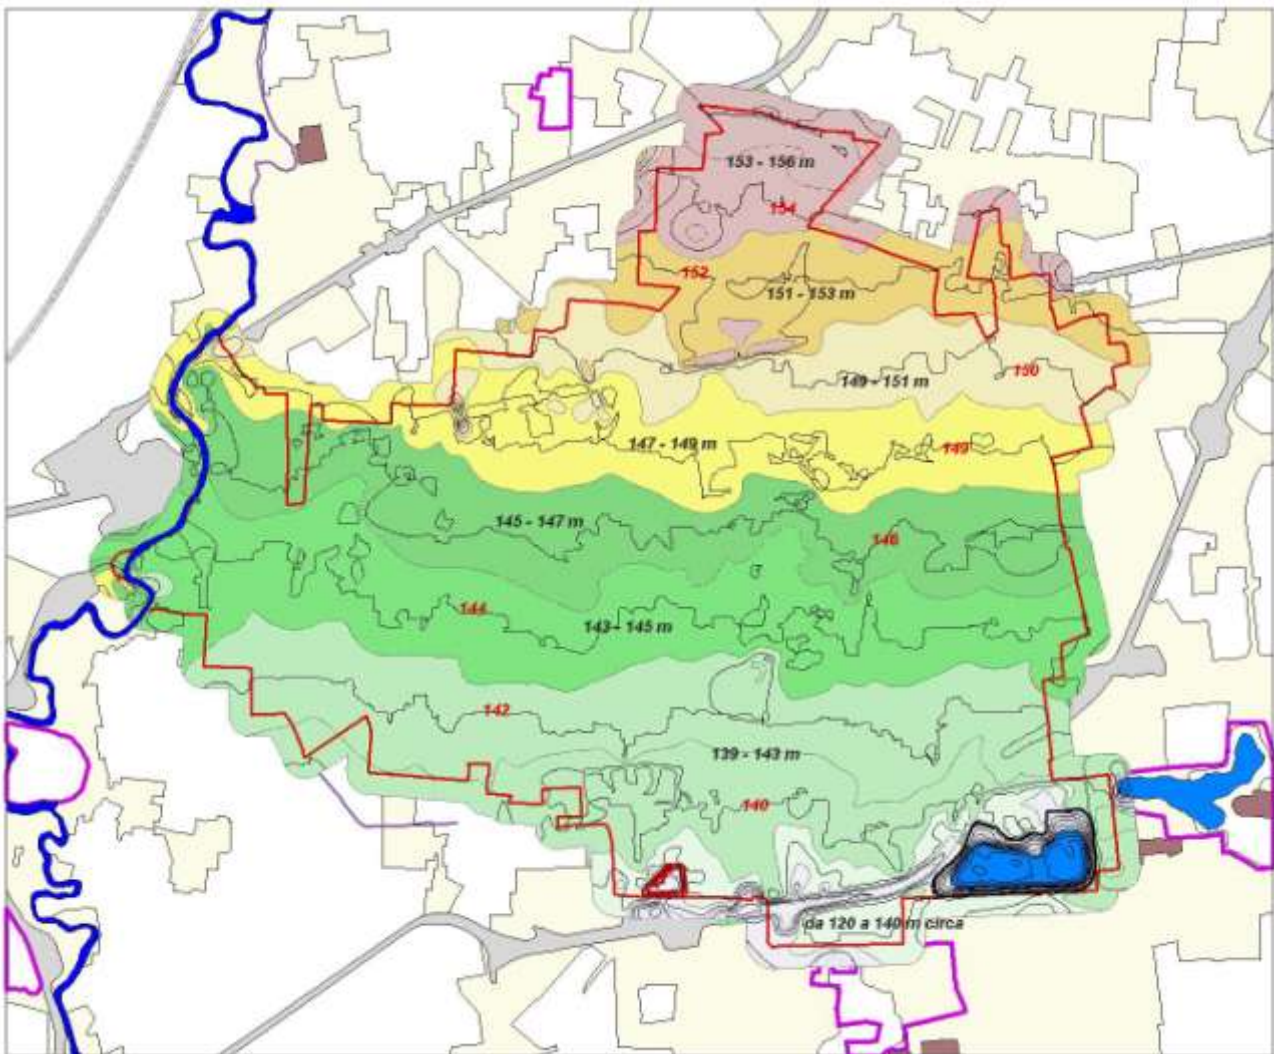 153 - 156 m
154
152
151 - 153 m
150
149 - 151 m
147 - 149 m
149
145 - 147 m
146
144
143 - 145 m
142
139 - 143 m
140
da 120 a 140 m circa